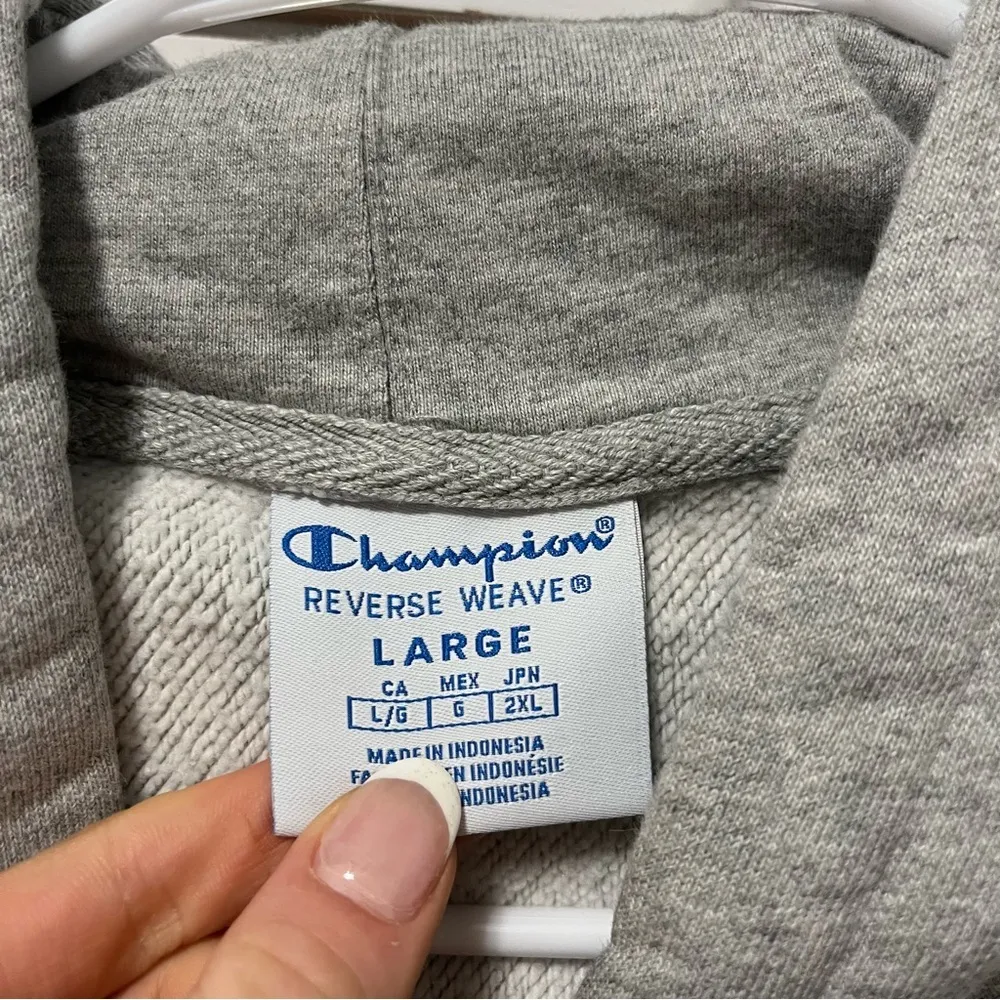 Champion®
REVERSE WEAVE®
LARGE
CA MEX JPN
L/G G 2XL
MADE IN INDONESIA
EN INDONÉSIE
INDONESIA